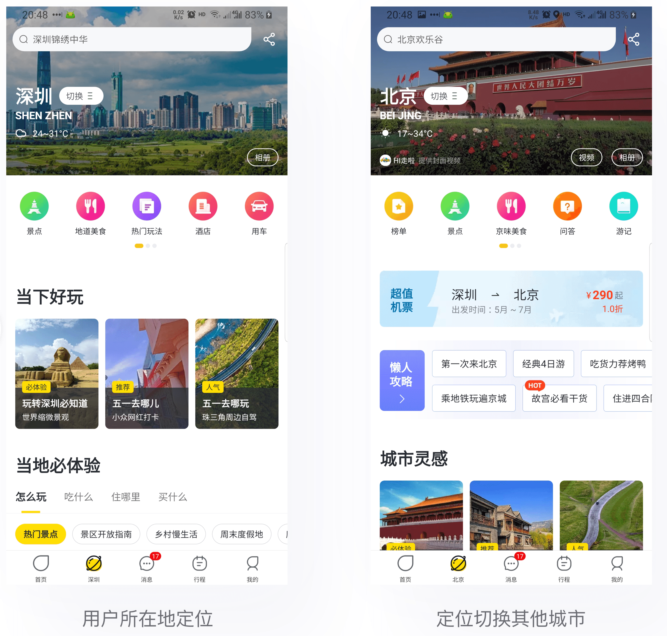 20:48 83%
深圳锦绣中华
深圳
切换
SHEN ZHEN
24~31°C
相册
景点
地道美食
热门玩法
酒店
用车
当下好玩
必体验
玩转深圳必知道
世界缩微景观
推荐
五一去哪儿
小众网红打卡
人气
五一去哪玩
珠三角周边自驾
当地必体验
怎么玩
吃什么
住哪里
买什么
热门景点
景区开放指南
乡村慢生活
周末度假地
首页
深圳
消息
17
行程
我的
用户所在地定位
20:48 83%
北京欢乐谷
世界人民大团结万岁
北京
切换
BEI JING
17~34°C
Hi走啦 提供封面视频
视频
相册
榜单
景点
京味美食
问答
游记
超值
机票
深圳 → 北京
¥290起
出发时间：5月 ~ 7月
1.0折
懒人
攻略
第一次来北京
经典4日游
吃货力荐烤鸭
乘地铁玩遍京城
HOT
故宫必看干货
住进四合
城市灵感
必体验
推荐
人气
首页
北京
消息
17
行程
我的
定位切换其他城市